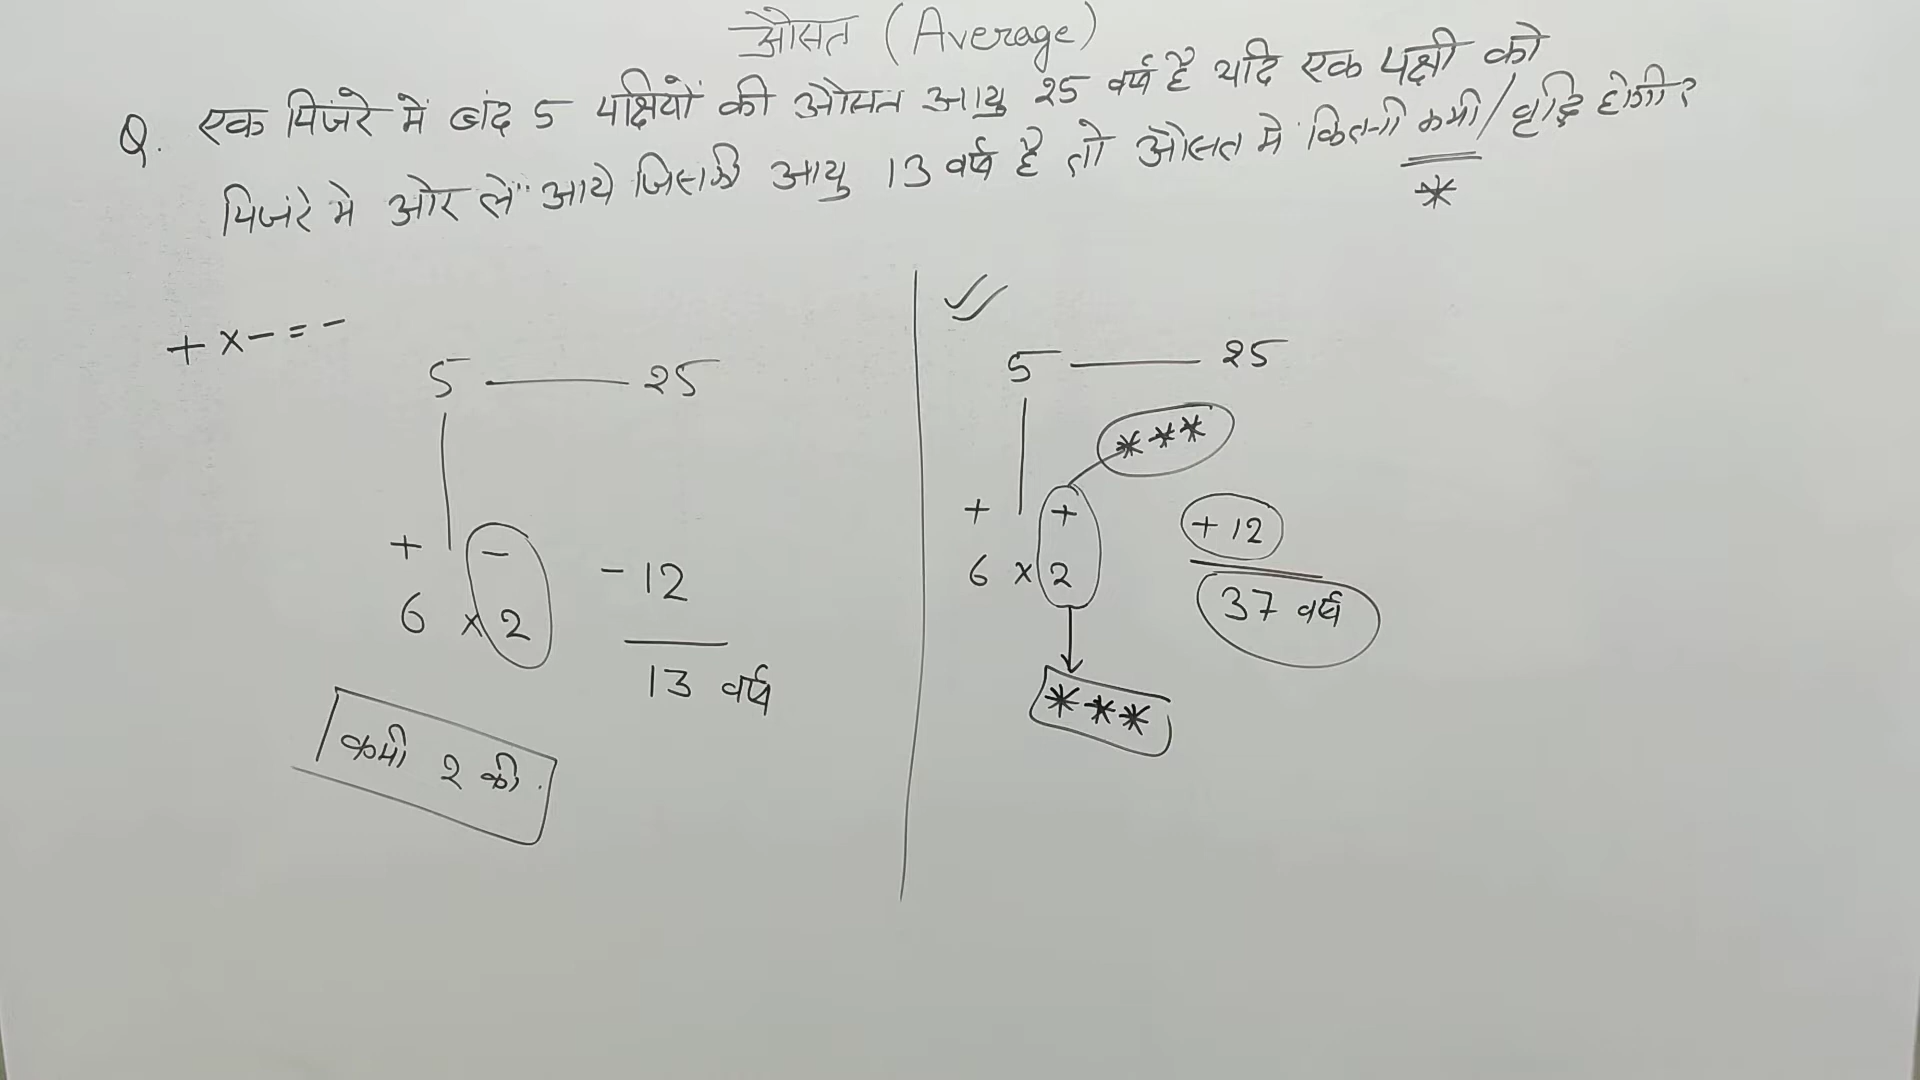 औसत (Average)
Q. एक पिंजरे में बंद 5 पक्षियों की औसत आयु 25 वर्ष है यदि एक पक्षी को
पिंजरे मे ओर ले आये जिसकी आयु 13 वर्ष है तो औसत मे कितनी कमी/वृद्धि होगी?
*
+ × - = -
5 — 25
+ -
6 × 2 - 12
13 वर्ष
कमी 2 की.
5 — 25
***
+ + + 12
6 × 2
37 वर्ष
***